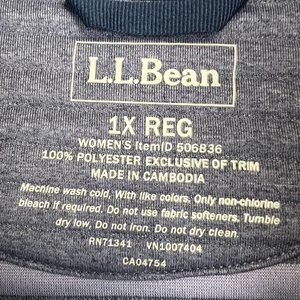 L.L.Bean
1X REG
WOMEN'S ItemID 506836
100% POLYESTER EXCLUSIVE OF TRIM
MADE IN CAMBODIA
Machine wash cold. With like colors. Only non-chlorine
bleach if required. Do not use fabric softeners. Tumble
dry low. Do not iron. Do not dry clean.
RN71341 VN1007404
CA04754